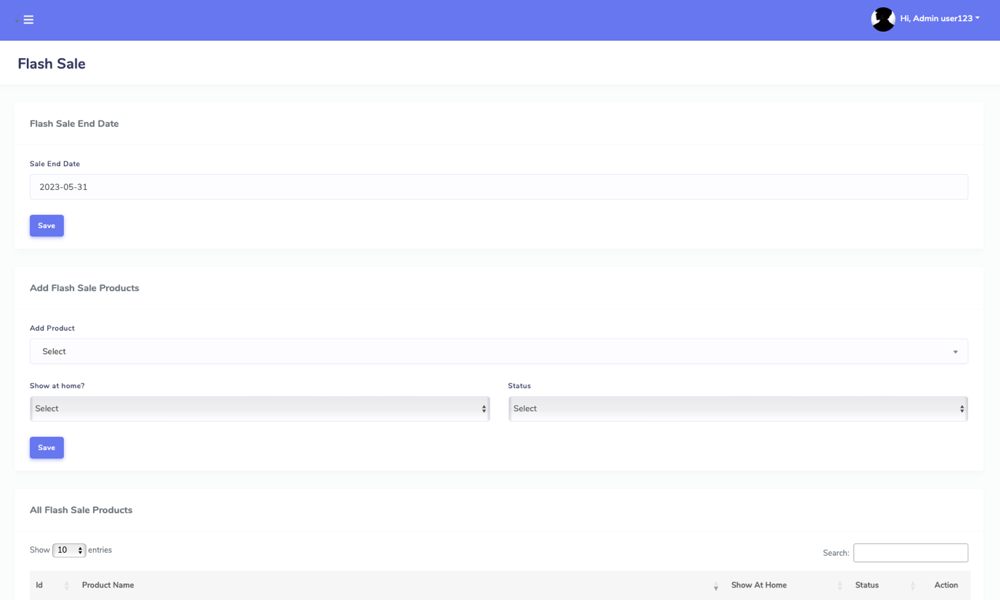 Hi, Admin user123
Flash Sale
Flash Sale End Date
Sale End Date
2023-05-31
Save
Add Flash Sale Products
Add Product
Select
Show at home? Status
Select Select
Save
All Flash Sale Products
Show 10 entries Search:
Id Product Name Show At Home Status Action